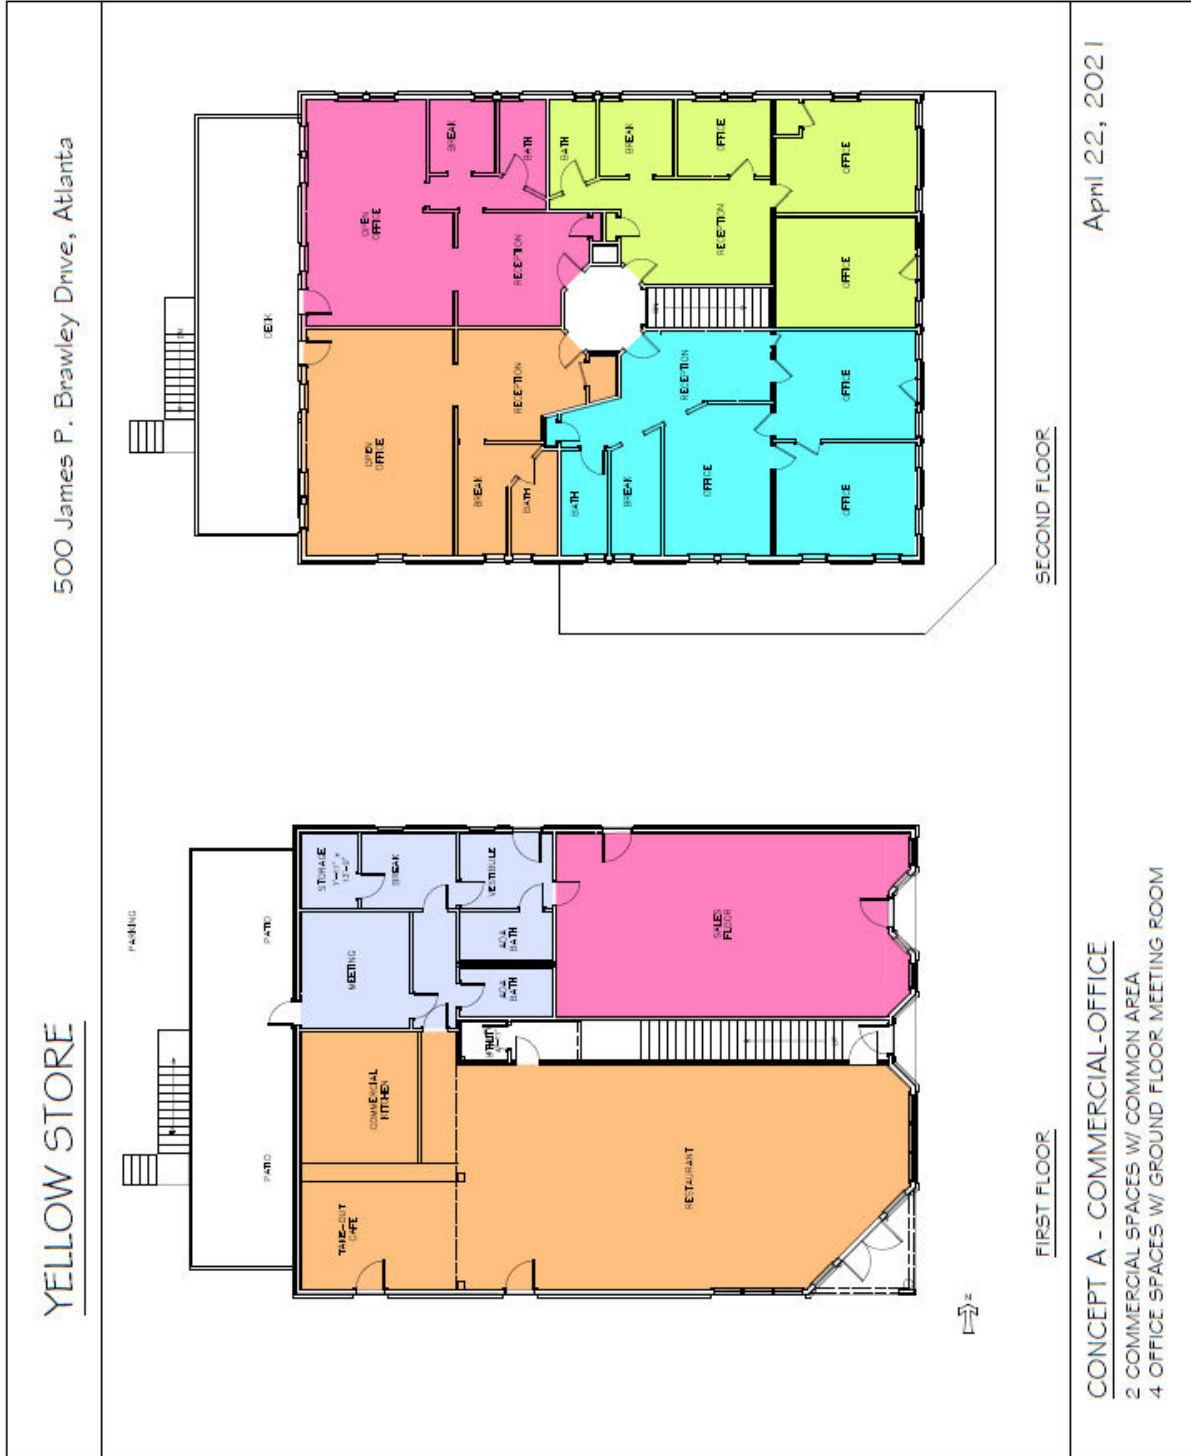 YELLOW STORE
500 James P. Brawley Drive, Atlanta
PARKING
PATIO
PATIO
TAKE-OUT
CAFE
COMMERCIAL
KITCHEN
MEETING
STORAGE
BREAK
VESTIBULE
ADA
BATH
ADA
BATH
RESTAURANT
SALES
FLOOR
UP
N
FIRST FLOOR
DECK
DN
OPEN
OFFICE
OPEN
OFFICE
BREAK
BATH
RECEPTION
RECEPTION
BREAK
BATH
BATH
BREAK
OFFICE
RECEPTION
BATH
BREAK
OFFICE
RECEPTION
DN
OFFICE
OFFICE
OFFICE
OFFICE
SECOND FLOOR
CONCEPT A - COMMERCIAL-OFFICE
2 COMMERCIAL SPACES W/ COMMON AREA
4 OFFICE SPACES W/ GROUND FLOOR MEETING ROOM
April 22, 2021